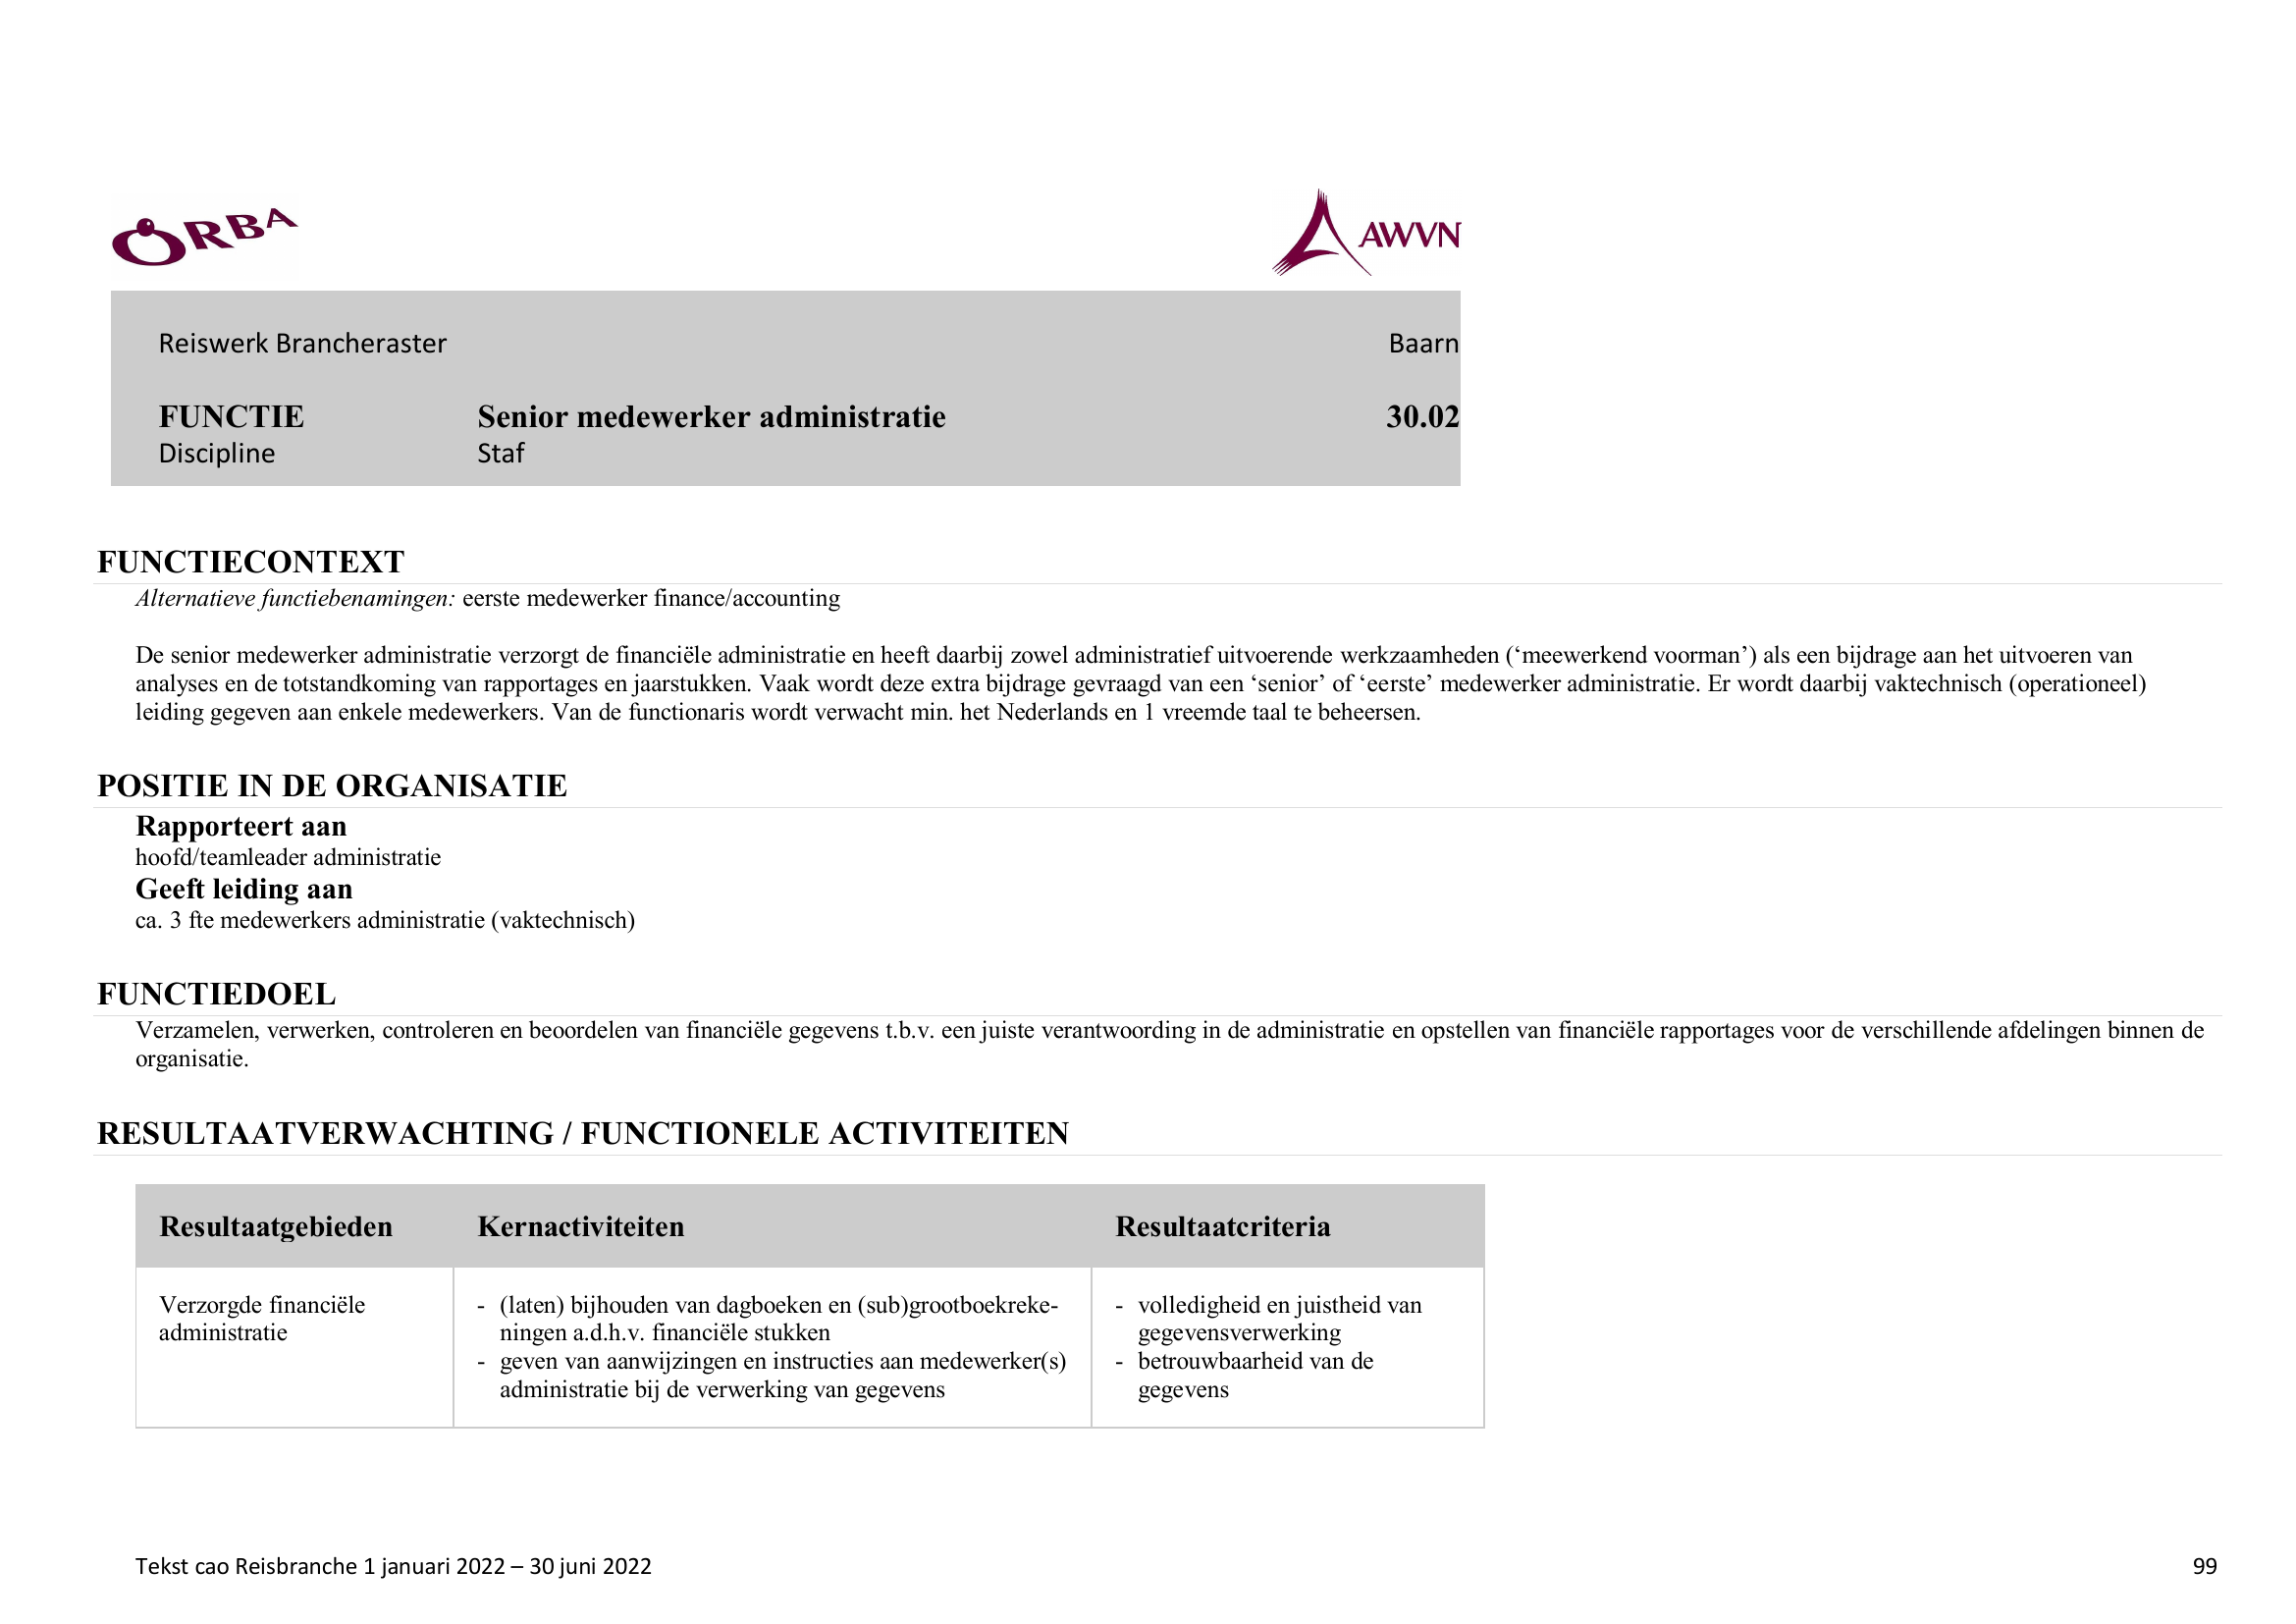 ORBA
AWVN
Reiswerk Brancheraster Baarn
FUNCTIE Senior medewerker administratie 30.02
Discipline Staf
FUNCTIECONTEXT
Alternatieve functiebenamingen: eerste medewerker finance/accounting
De senior medewerker administratie verzorgt de financiële administratie en heeft daarbij zowel administratief uitvoerende werkzaamheden (‘meewerkend voorman’) als een bijdrage aan het uitvoeren van
analyses en de totstandkoming van rapportages en jaarstukken. Vaak wordt deze extra bijdrage gevraagd van een ‘senior’ of ‘eerste’ medewerker administratie. Er wordt daarbij vaktechnisch (operationeel)
leiding gegeven aan enkele medewerkers. Van de functionaris wordt verwacht min. het Nederlands en 1 vreemde taal te beheersen.
POSITIE IN DE ORGANISATIE
Rapporteert aan
hoofd/teamleader administratie
Geeft leiding aan
ca. 3 fte medewerkers administratie (vaktechnisch)
FUNCTIEDOEL
Verzamelen, verwerken, controleren en beoordelen van financiële gegevens t.b.v. een juiste verantwoording in de administratie en opstellen van financiële rapportages voor de verschillende afdelingen binnen de
organisatie.
RESULTAATVERWACHTING / FUNCTIONELE ACTIVITEITEN
Resultaatgebieden Kernactiviteiten Resultaatcriteria
Verzorgde financiële
administratie
- (laten) bijhouden van dagboeken en (sub)grootboekreke-
ningen a.d.h.v. financiële stukken
- geven van aanwijzingen en instructies aan medewerker(s)
administratie bij de verwerking van gegevens
- volledigheid en juistheid van
gegevensverwerking
- betrouwbaarheid van de
gegevens
Tekst cao Reisbranche 1 januari 2022 – 30 juni 2022 99